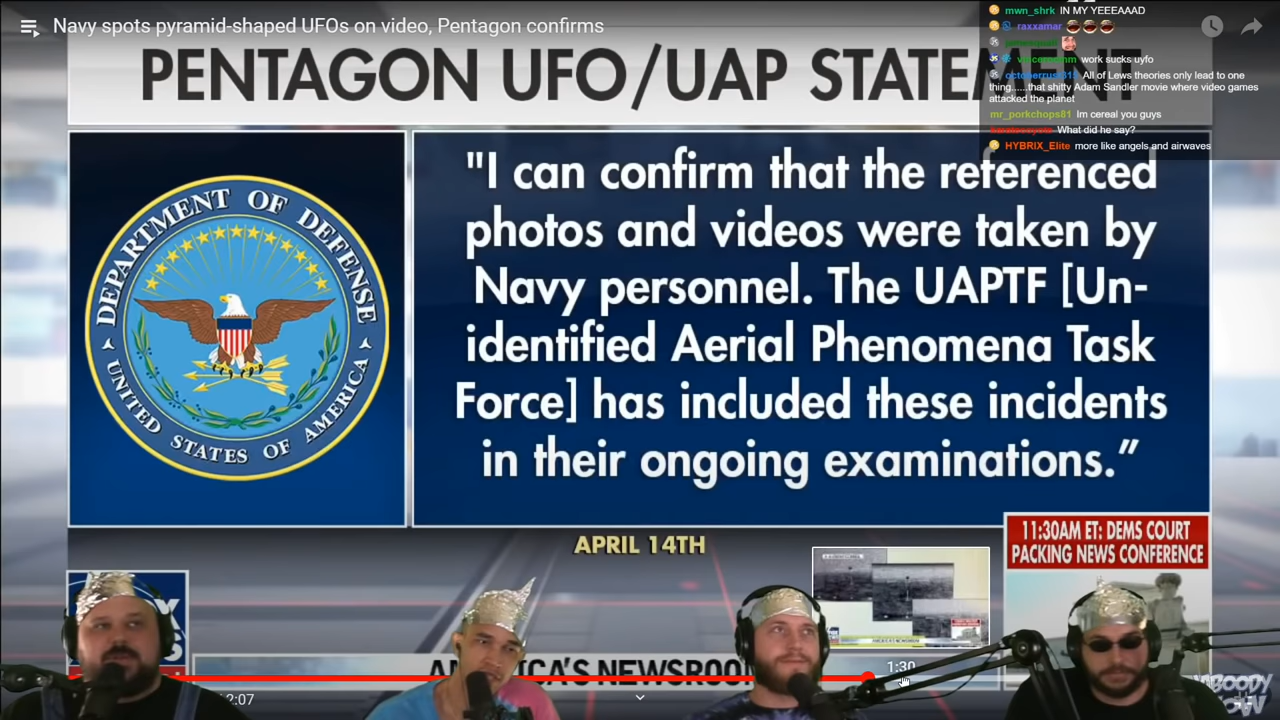 Navy spots pyramid-shaped UFOs on video, Pentagon confirms
PENTAGON UFO/UAP STATEMENT
mwn_shrk IN MY YEEEAAAD
raxxamar
work sucks uyfo
All of Lews theories only lead to one
thing......that shitty Adam Sandler movie where video games
attacked the planet
mr_porkchops81 Im cereal you guys
What did he say?
HYBRIX_Elite more like angels and airwaves
DEPARTMENT OF DEFENSE
UNITED STATES OF AMERICA
"I can confirm that the referenced
photos and videos were taken by
Navy personnel. The UAPTF [Un-
identified Aerial Phenomena Task
Force] has included these incidents
in their ongoing examinations.”
APRIL 14TH
11:30AM ET: DEMS COURT
PACKING NEWS CONFERENCE
AMERICA'S NEWSROOM
1:30
2:07